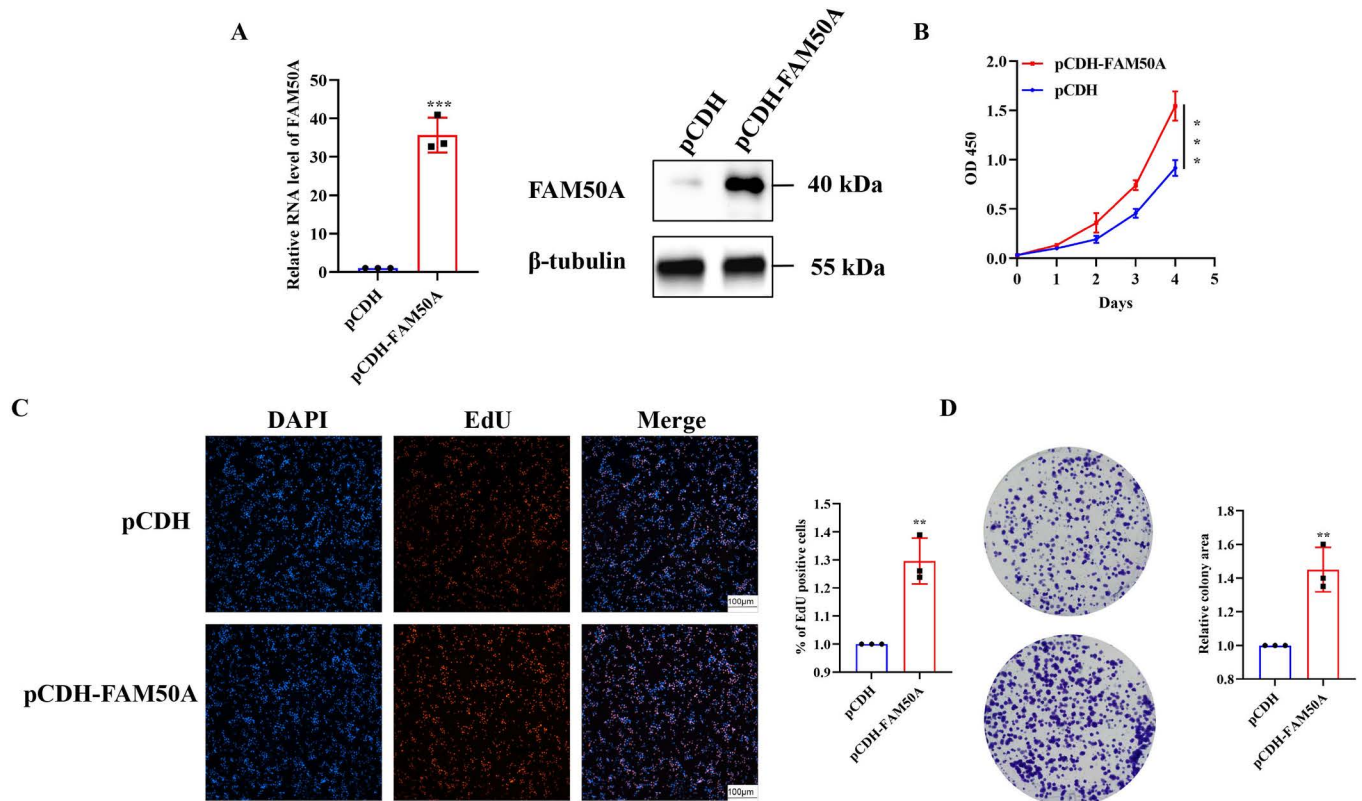 A
Relative RNA level of FAM50A
50
40
30
20
10
0
***
pCDH
pCDH-FAM50A
pCDH
pCDH-FAM50A
FAM50A
40 kDa
β-tubulin
55 kDa
B
pCDH-FAM50A
pCDH
OD 450
2.0
1.5
1.0
0.5
0.0
***
0 1 2 3 4 5
Days
C
DAPI EdU Merge
pCDH
100μm
pCDH-FAM50A
100μm
% of EdU positive cells
1.5
1.4
1.3
1.2
1.1
1.0
0.9
**
pCDH
pCDH-FAM50A
D
Relative colony area
1.8
1.6
1.4
1.2
1.0
0.8
**
pCDH
pCDH-FAM50A